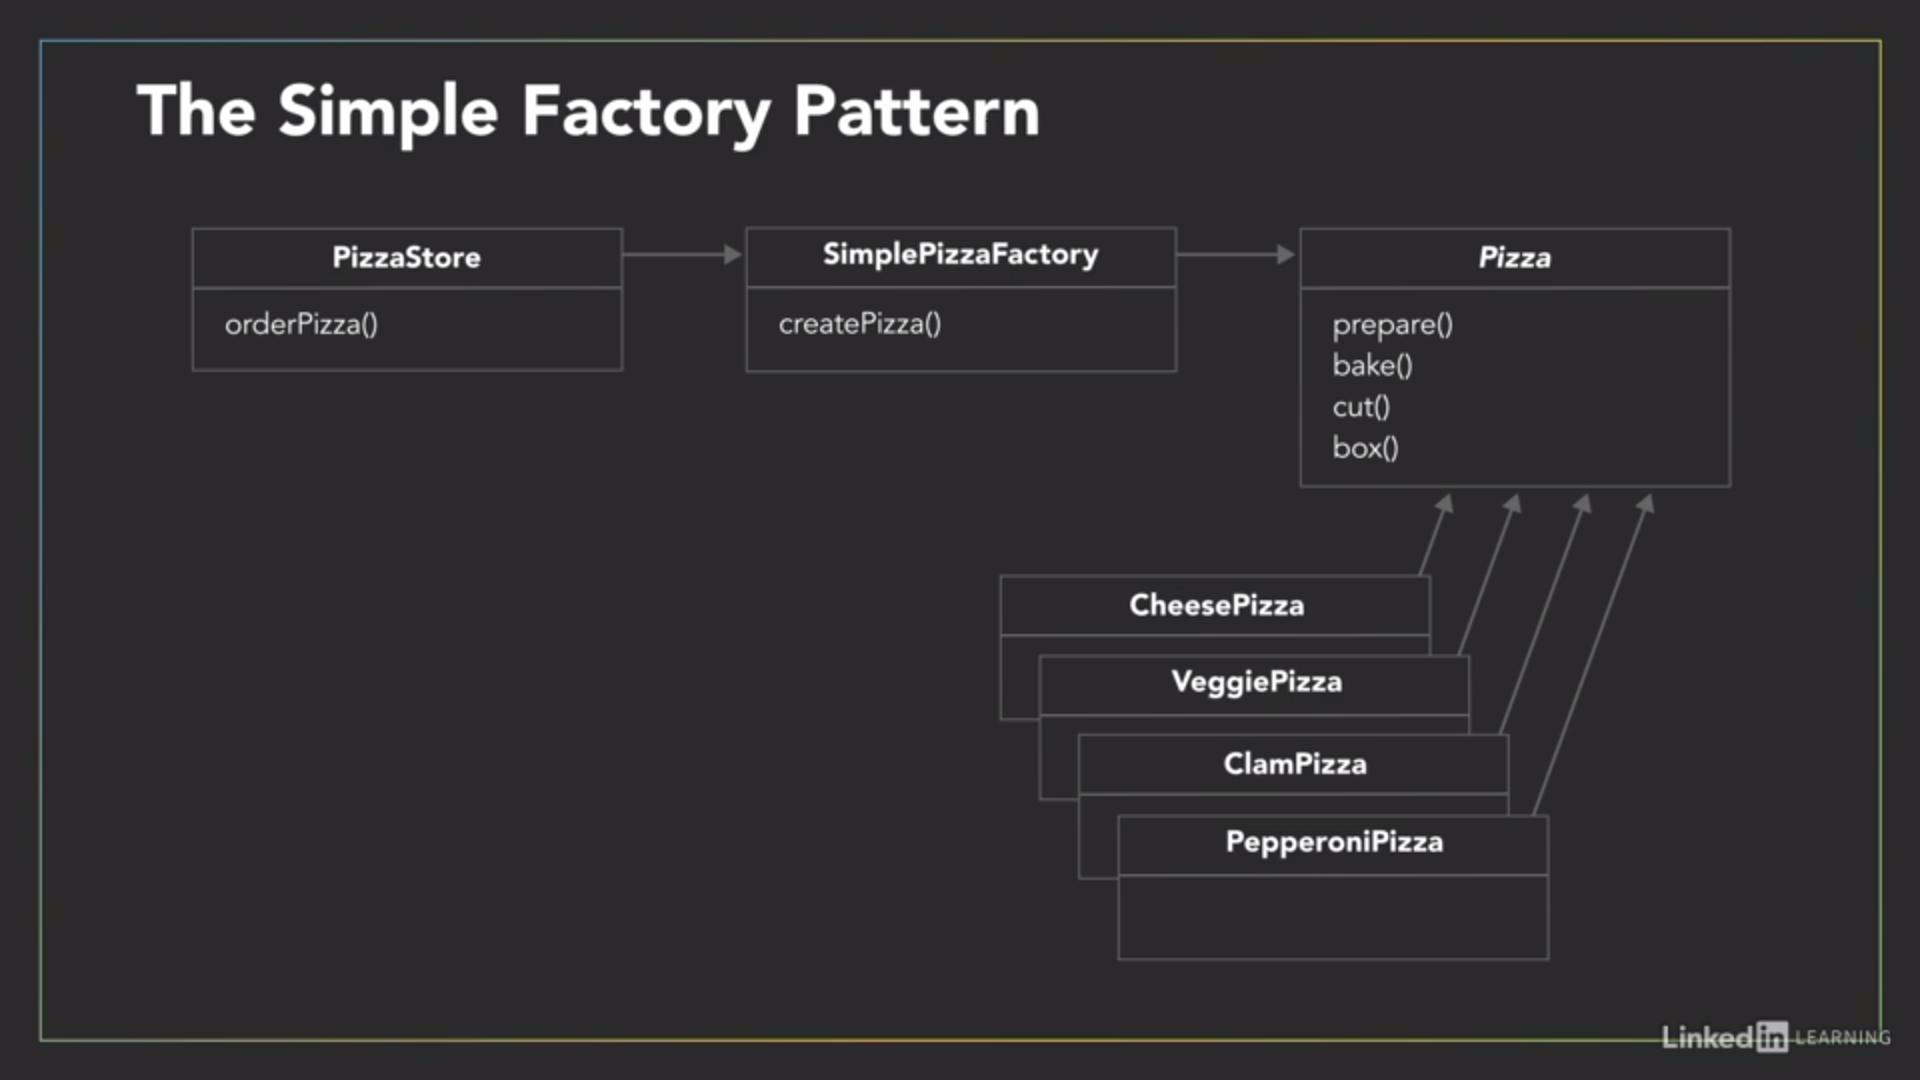 The Simple Factory Pattern
PizzaStore
orderPizza()
SimplePizzaFactory
createPizza()
Pizza
prepare()
bake()
cut()
box()
CheesePizza
VeggiePizza
ClamPizza
PepperoniPizza
Linked in LEARNING